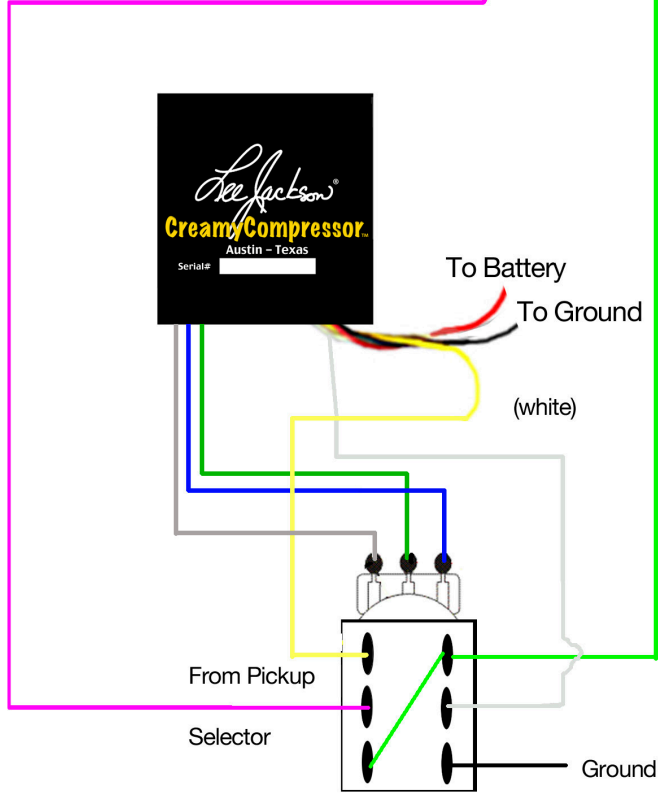 Lee Jackson®
CreamyCompressor™
Austin – Texas
Serial#
To Battery
To Ground
(white)
From Pickup
Selector
Ground